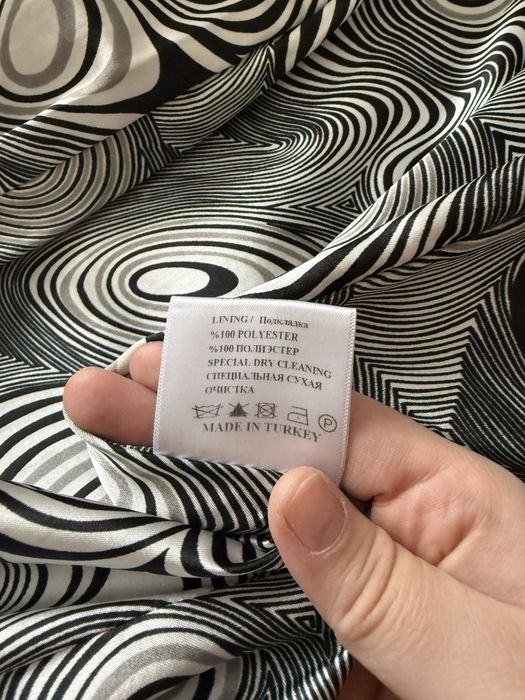 LINING / Подкладка
%100 POLYESTER
%100 ПОЛИЭСТЕР
SPECIAL DRY CLEANING
СПЕЦИАЛЬНАЯ СУХАЯ
ОЧИСТКА
P
MADE IN TURKEY